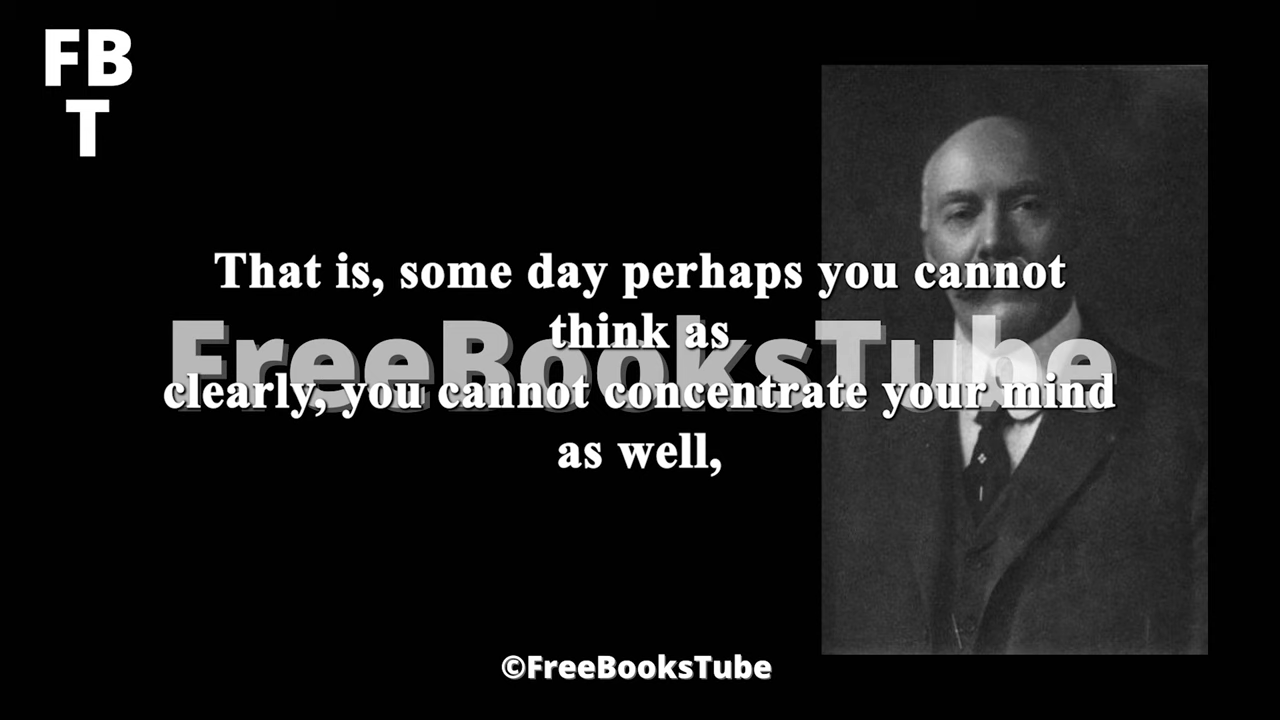 FB
T
That is, some day perhaps you cannot
think as
FreeBooksTube
clearly, you cannot concentrate your mind
as well,
©FreeBooksTube